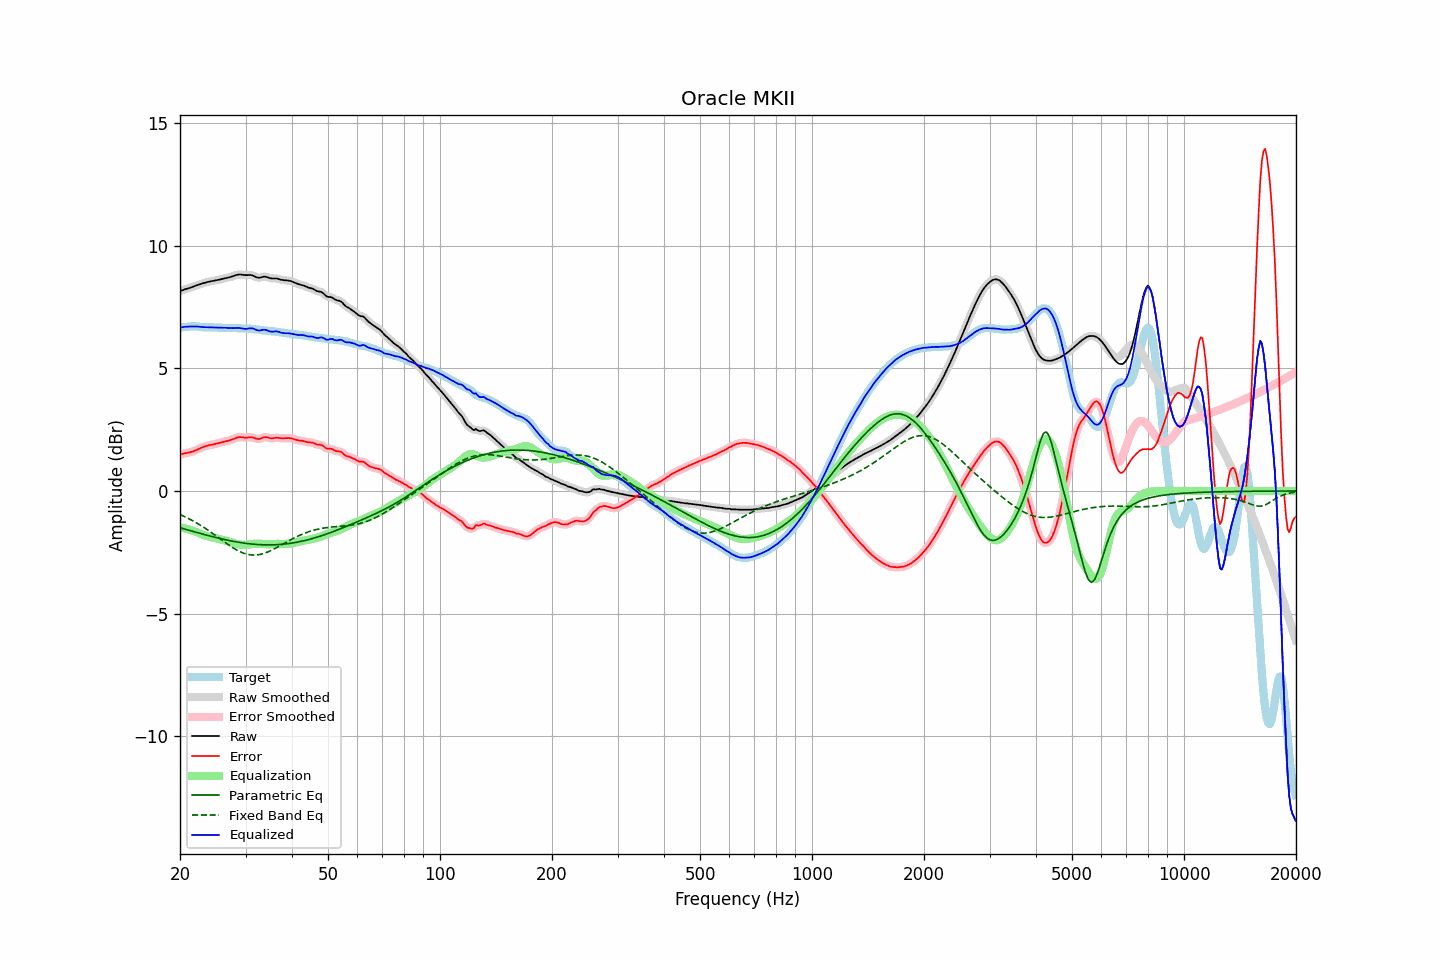 Oracle MKII
Amplitude (dBr)
15
10
5
0
−5
−10
Target
Raw Smoothed
Error Smoothed
Raw
Error
Equalization
Parametric Eq
Fixed Band Eq
Equalized
20 50 100 200 500 1000 2000 5000 10000 20000
Frequency (Hz)